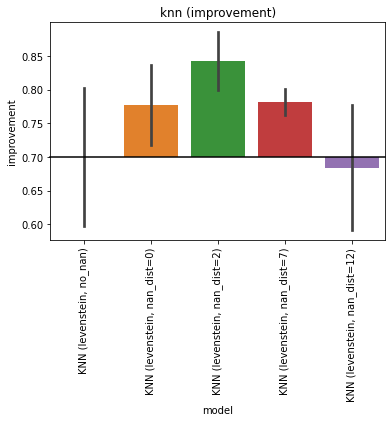 knn (improvement)
improvement
0.85
0.80
0.75
0.70
0.65
0.60
KNN (levenstein, no_nan)
KNN (levenstein, nan_dist=0)
KNN (levenstein, nan_dist=2)
KNN (levenstein, nan_dist=7)
KNN (levenstein, nan_dist=12)
model